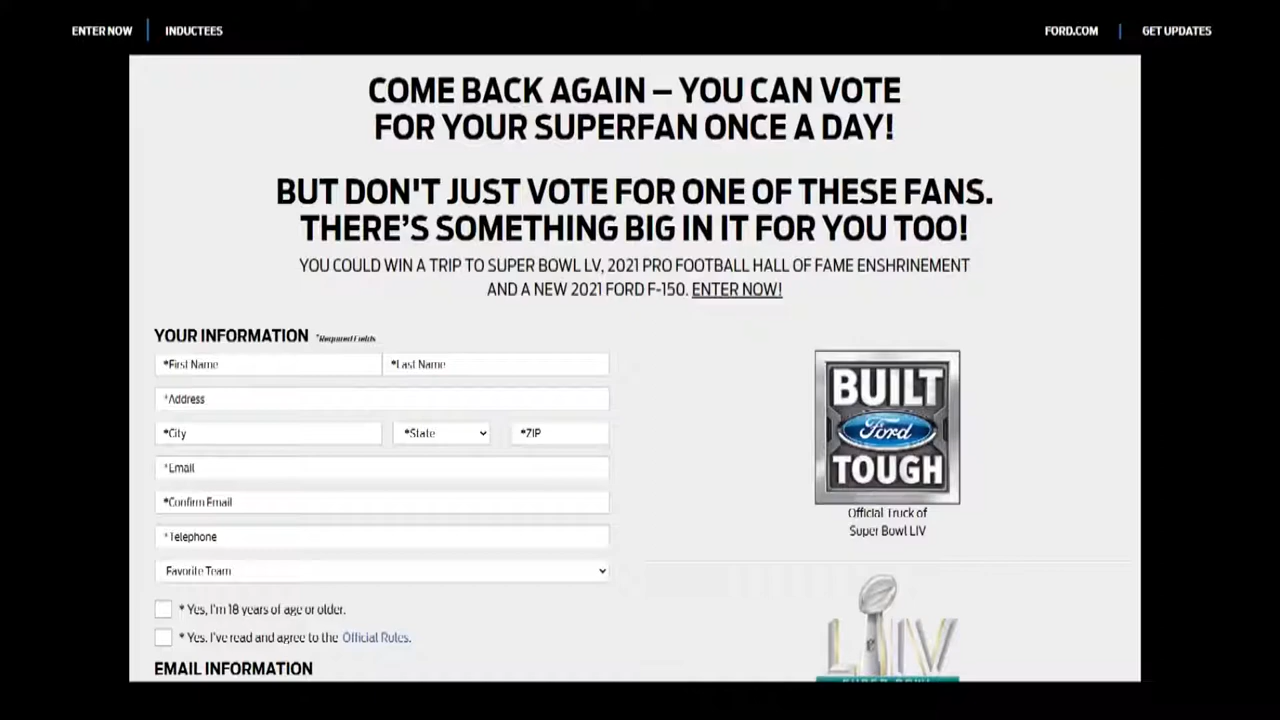 ENTER NOW
INDUCTEES
FORD.COM
GET UPDATES
COME BACK AGAIN – YOU CAN VOTE
FOR YOUR SUPERFAN ONCE A DAY!
BUT DON'T JUST VOTE FOR ONE OF THESE FANS.
THERE'S SOMETHING BIG IN IT FOR YOU TOO!
YOU COULD WIN A TRIP TO SUPER BOWL LV, 2021 PRO FOOTBALL HALL OF FAME ENSHRINEMENT
AND A NEW 2021 FORD F-150. ENTER NOW!
YOUR INFORMATION *Required Fields
*First Name *Last Name
*Address
*City *State *ZIP
*Email
*Confirm Email
*Telephone
Favorite Team
* Yes, I'm 18 years of age or older.
* Yes. I've read and agree to the Official Rules.
EMAIL INFORMATION
BUILT
Ford
TOUGH
Official Truck of
Super Bowl LIV
LIV
SUPER BOWL